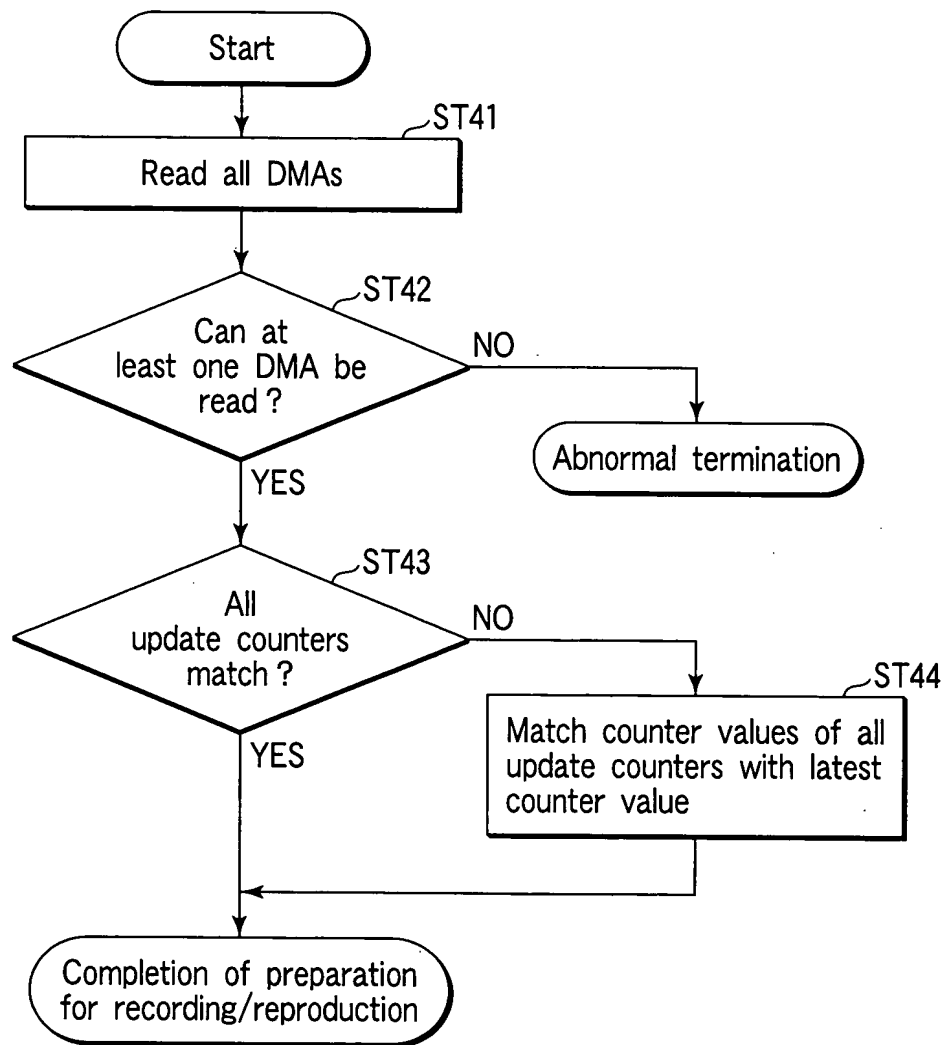 Start
ST41
Read all DMAs
ST42
Can at
least one DMA be
read ?
NO
Abnormal termination
YES
ST43
All
update counters
match ?
NO
ST44
Match counter values of all
update counters with latest
counter value
YES
Completion of preparation
for recording/reproduction